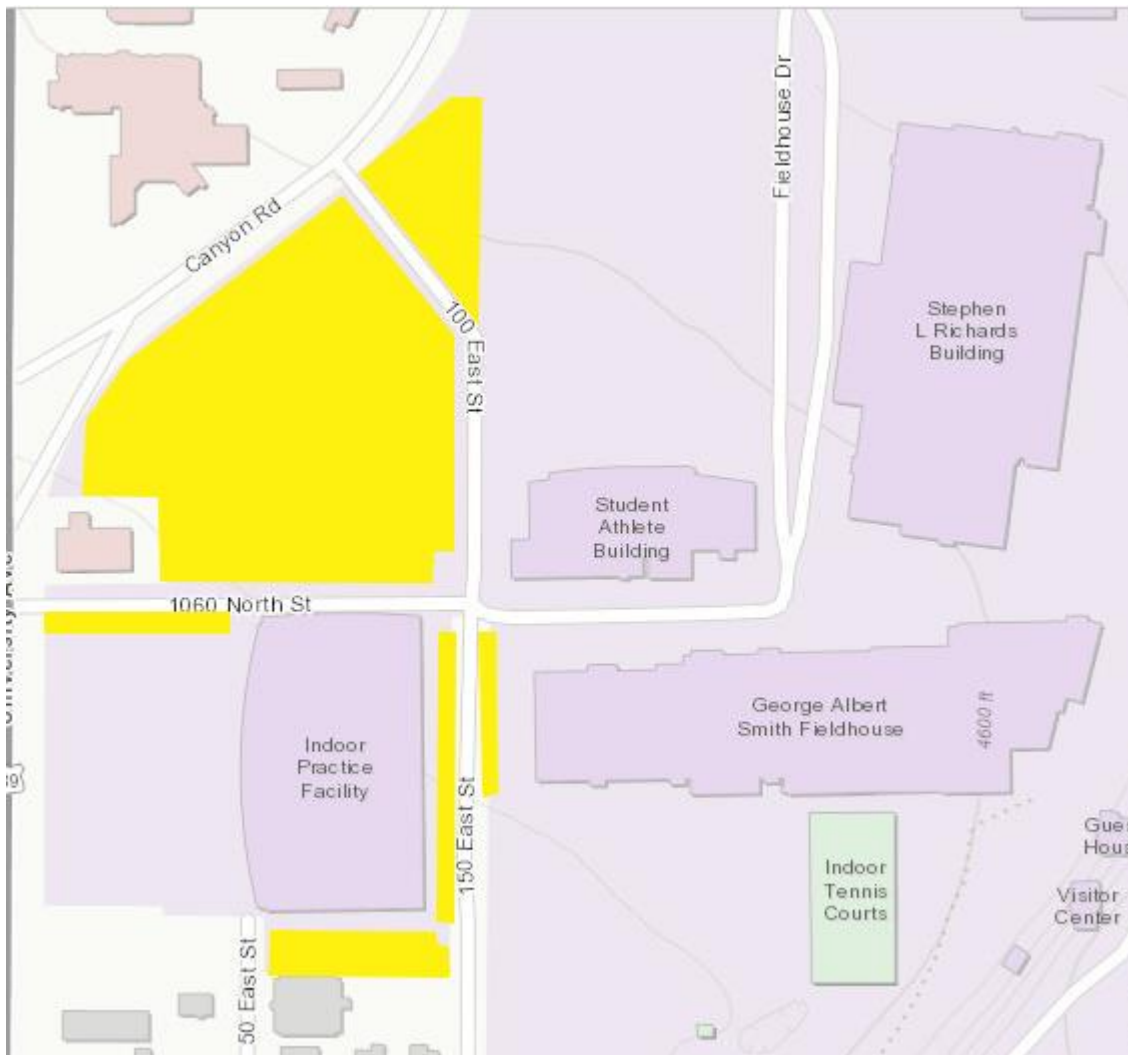 Fieldhouse Dr
Canyon Rd
100 East St
Stephen
L Richards
Building
Student
Athlete
Building
1060 North St
George Albert
Smith Fieldhouse
4600 ft
Indoor
Practice
Facility
150 East St
Indoor
Tennis
Courts
Visitor
Center
50 East St